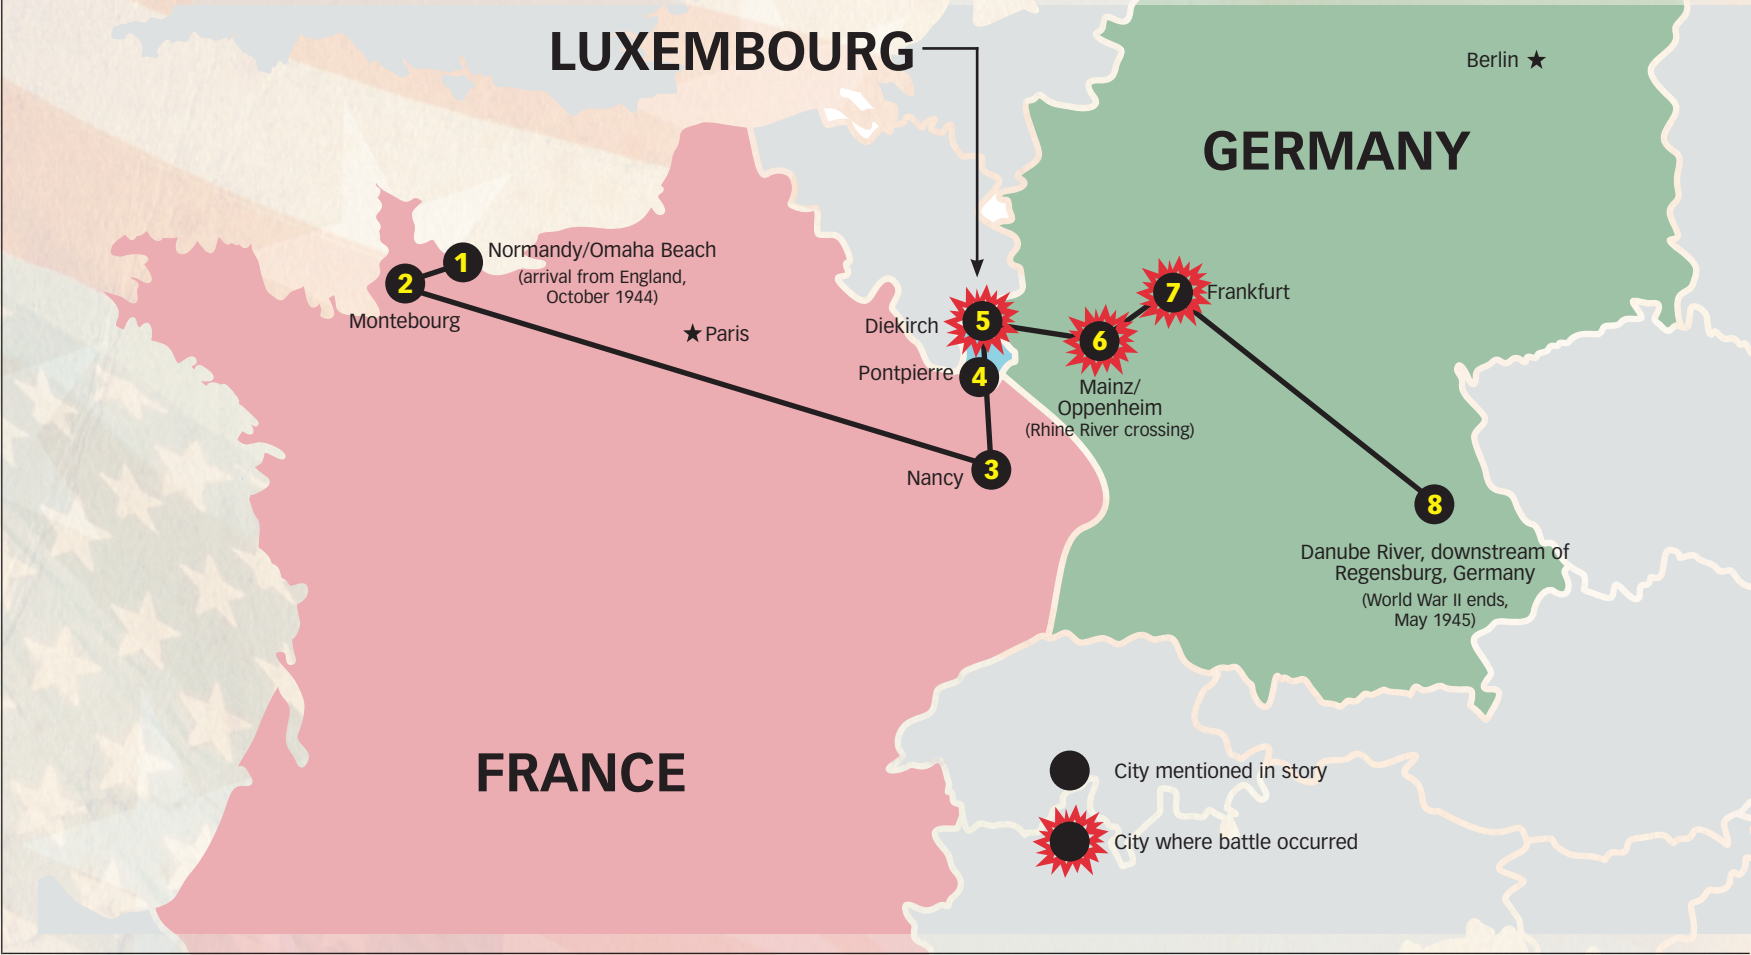 LUXEMBOURG
Berlin
GERMANY
1
Normandy/Omaha Beach
(arrival from England,
October 1944)
2
Montebourg
Paris
7
Frankfurt
5
Diekirch
6
Mainz/
Oppenheim
(Rhine River crossing)
4
Pontpierre
3
Nancy
8
Danube River, downstream of
Regensburg, Germany
(World War II ends,
May 1945)
FRANCE
City mentioned in story
City where battle occurred